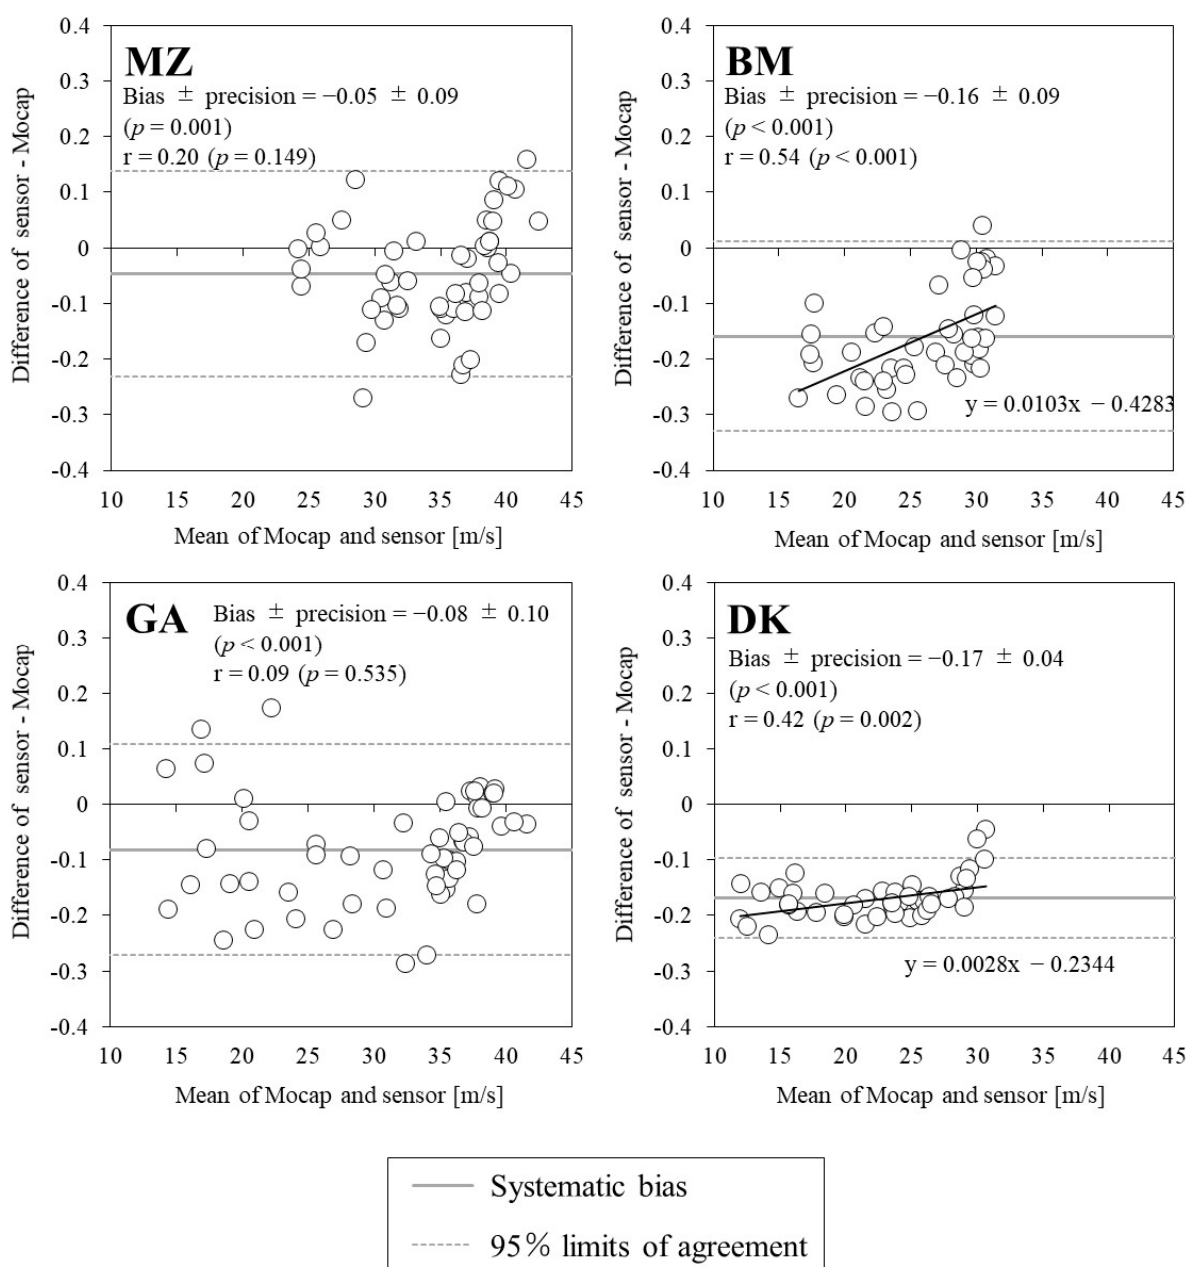 MZ
Bias ± precision = −0.05 ± 0.09
(p = 0.001)
r = 0.20 (p = 0.149)
Difference of sensor - Mocap
0.4
0.3
0.2
0.1
0
-0.1
-0.2
-0.3
-0.4
10 15 20 25 30 35 40 45
Mean of Mocap and sensor [m/s]
BM
Bias ± precision = −0.16 ± 0.09
(p < 0.001)
r = 0.54 (p < 0.001)
y = 0.0103x − 0.4283
Difference of sensor - Mocap
0.4
0.3
0.2
0.1
0
-0.1
-0.2
-0.3
-0.4
10 15 20 25 30 35 40 45
Mean of Mocap and sensor [m/s]
GA
Bias ± precision = −0.08 ± 0.10
(p < 0.001)
r = 0.09 (p = 0.535)
Difference of sensor - Mocap
0.4
0.3
0.2
0.1
0
-0.1
-0.2
-0.3
-0.4
10 15 20 25 30 35 40 45
Mean of Mocap and sensor [m/s]
DK
Bias ± precision = −0.17 ± 0.04
(p < 0.001)
r = 0.42 (p = 0.002)
y = 0.0028x − 0.2344
Difference of sensor - Mocap
0.4
0.3
0.2
0.1
0
-0.1
-0.2
-0.3
-0.4
10 15 20 25 30 35 40 45
Mean of Mocap and sensor [m/s]
Systematic bias
95% limits of agreement